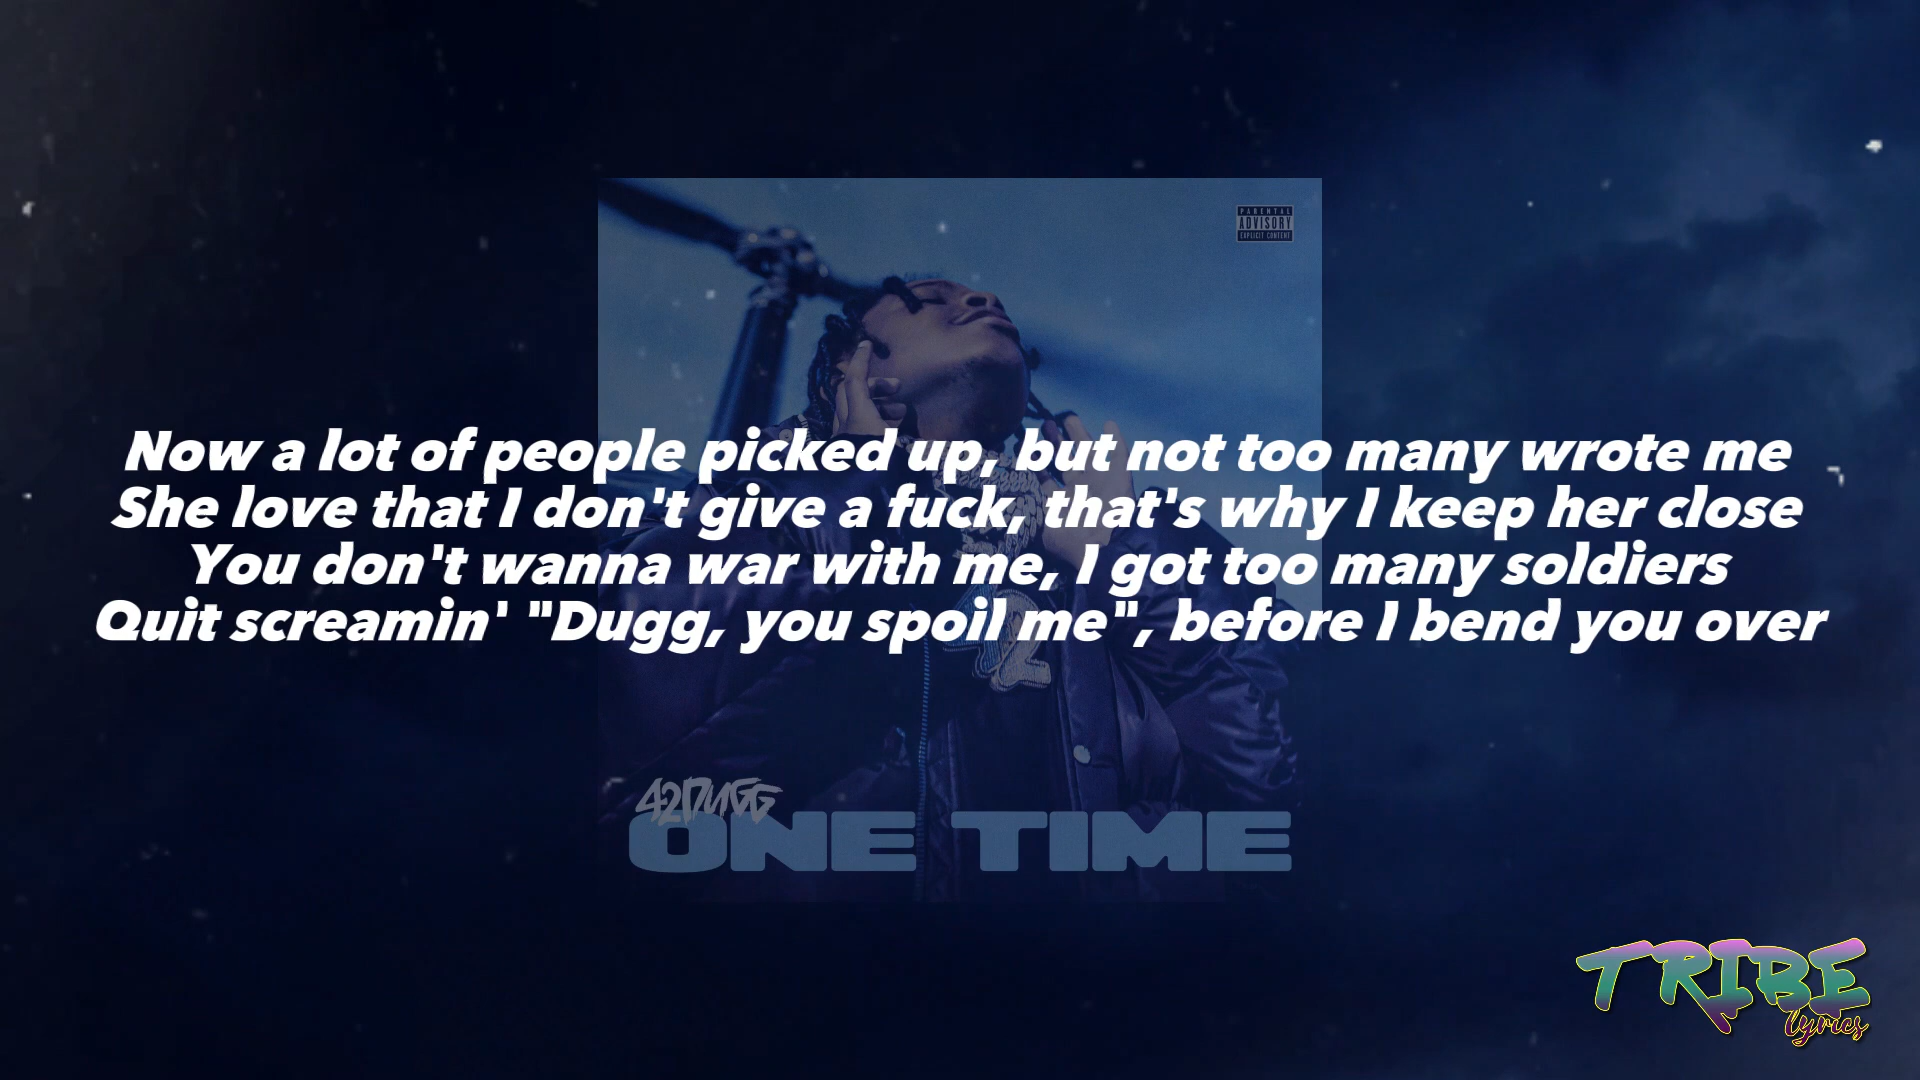 PARENTAL
ADVISORY
EXPLICIT CONTENT
Now a lot of people picked up, but not too many wrote me
She love that I don't give a fuck, that's why I keep her close
You don't wanna war with me, I got too many soldiers
Quit screamin' "Dugg, you spoil me", before I bend you over
42
42DUGG
ONE TIME
TRIBE
lyrics